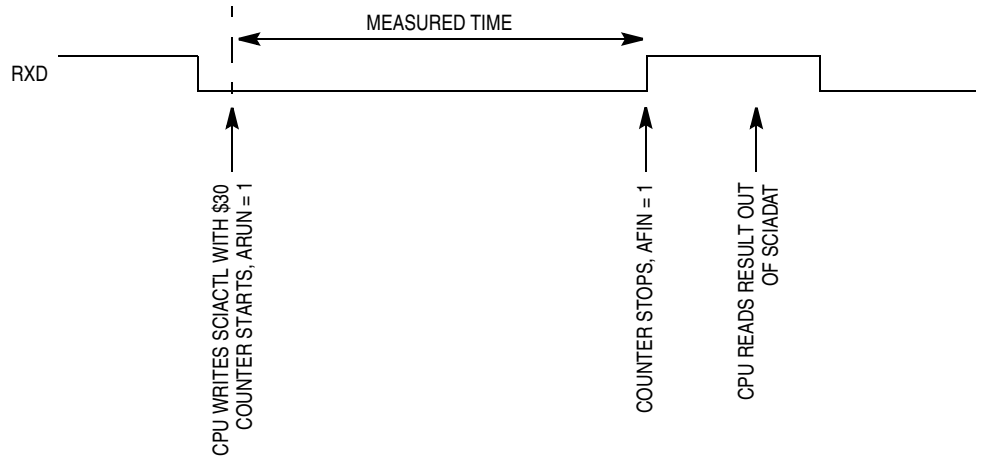 MEASURED TIME
RXD
CPU WRITES SCIACTL WITH $30
COUNTER STARTS, ARUN = 1
COUNTER STOPS, AFIN = 1
CPU READS RESULT OUT
OF SCIADAT